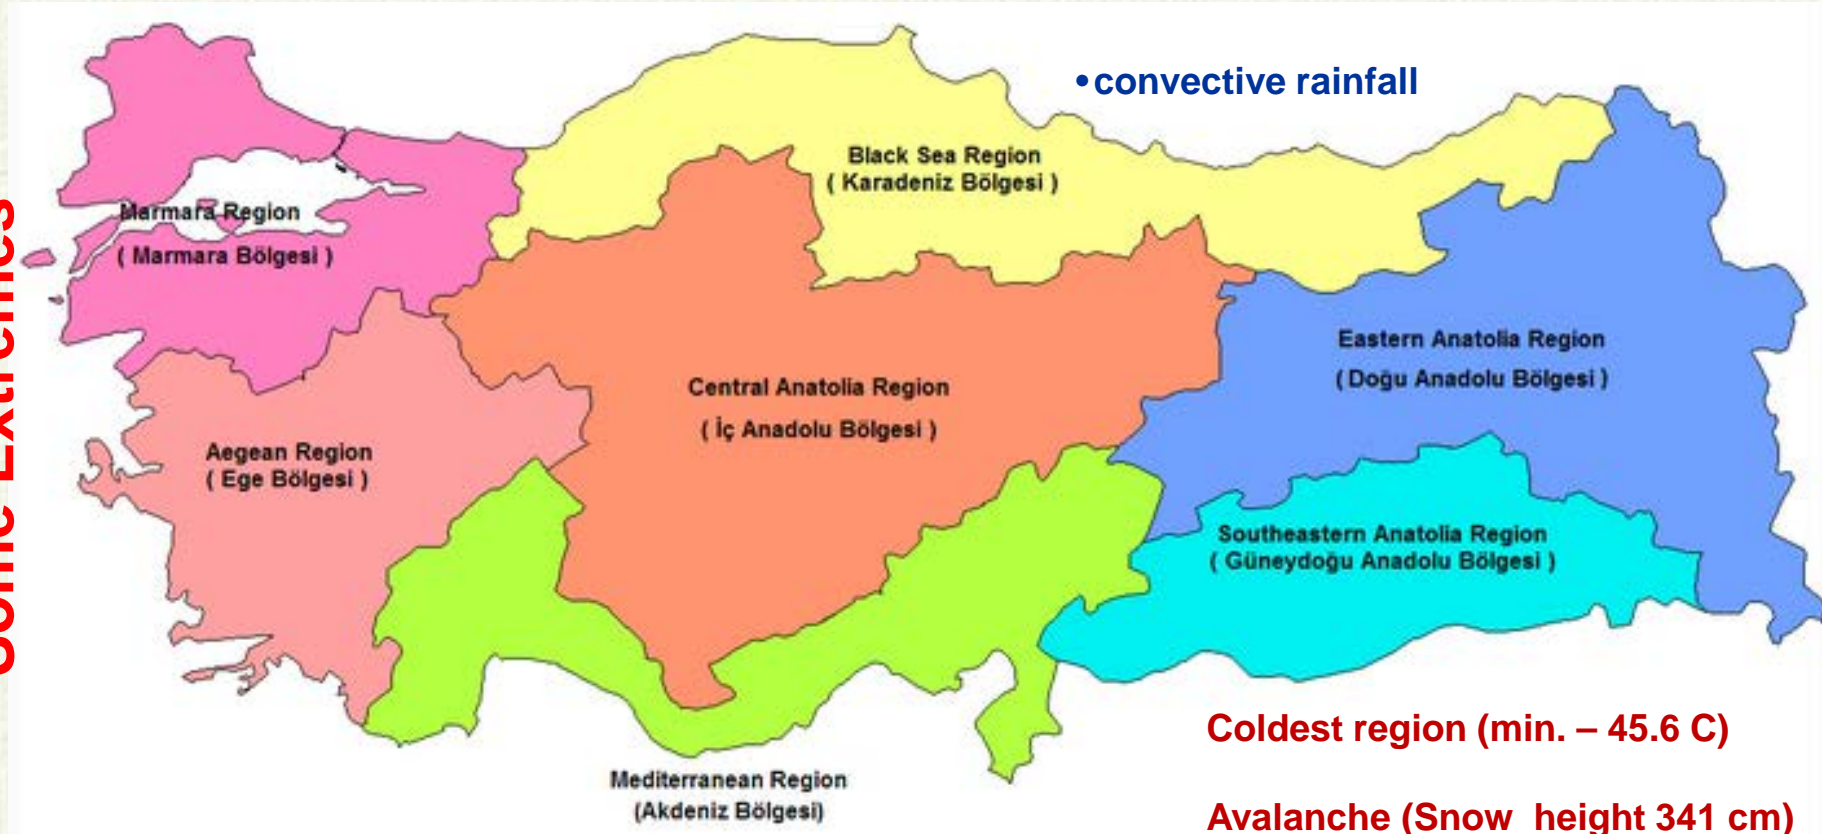 Some Extremes
•convective rainfall
Black Sea Region
( Karadeniz Bölgesi )
Marmara Region
( Marmara Bölgesi )
Eastern Anatolia Region
( Doğu Anadolu Bölgesi )
Central Anatolia Region
( İç Anadolu Bölgesi )
Aegean Region
( Ege Bölgesi )
Southeastern Anatolia Region
( Güneydoğu Anadolu Bölgesi )
Mediterranean Region
(Akdeniz Bölgesi)
Coldest region (min. – 45.6 C)
Avalanche (Snow height 341 cm)